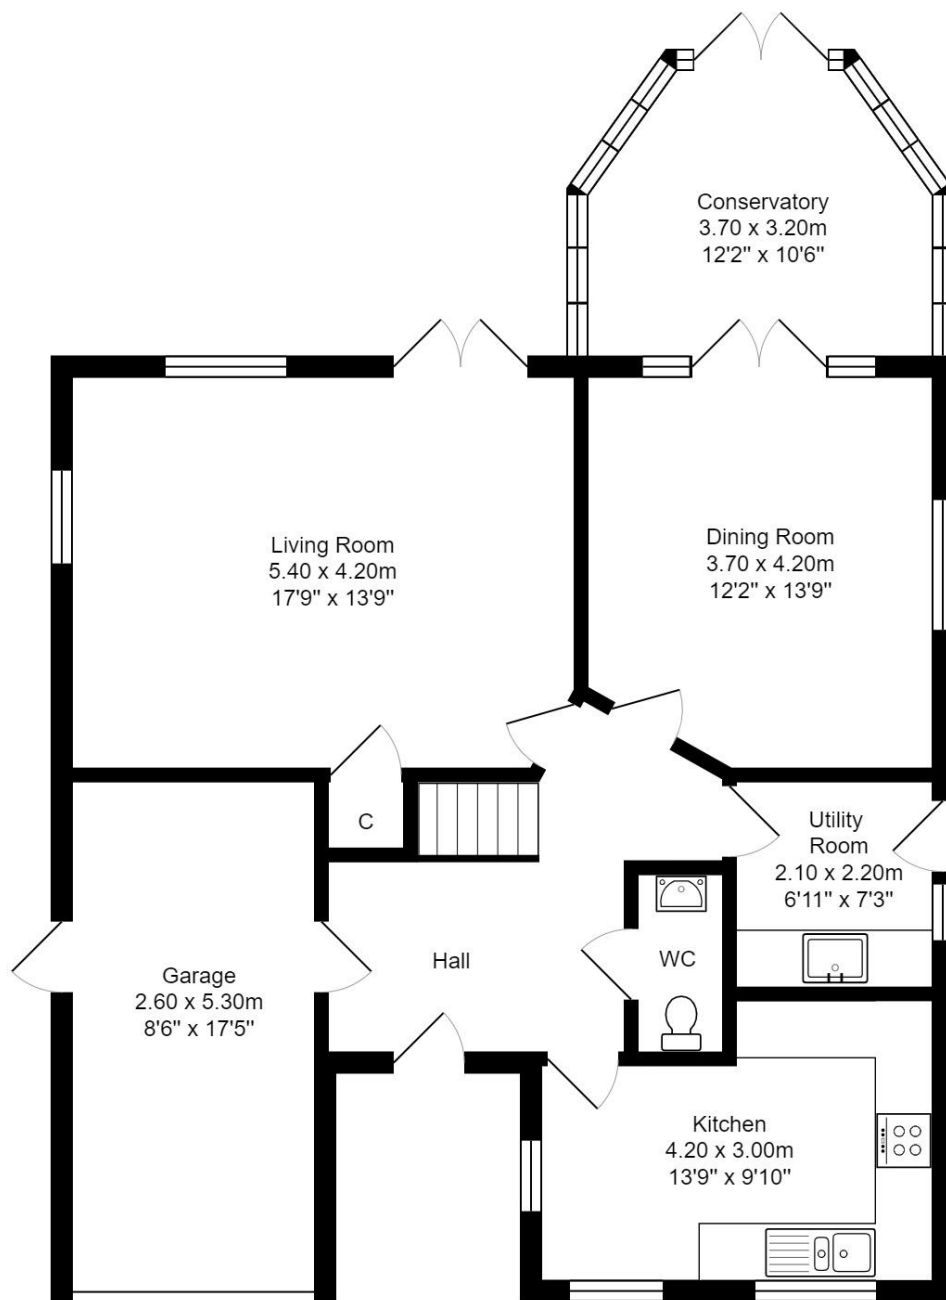 Conservatory
3.70 x 3.20m
12'2" x 10'6"
Living Room
5.40 x 4.20m
17'9" x 13'9"
Dining Room
3.70 x 4.20m
12'2" x 13'9"
C
Utility
Room
2.10 x 2.20m
6'11" x 7'3"
Hall
WC
Garage
2.60 x 5.30m
8'6" x 17'5"
Kitchen
4.20 x 3.00m
13'9" x 9'10"